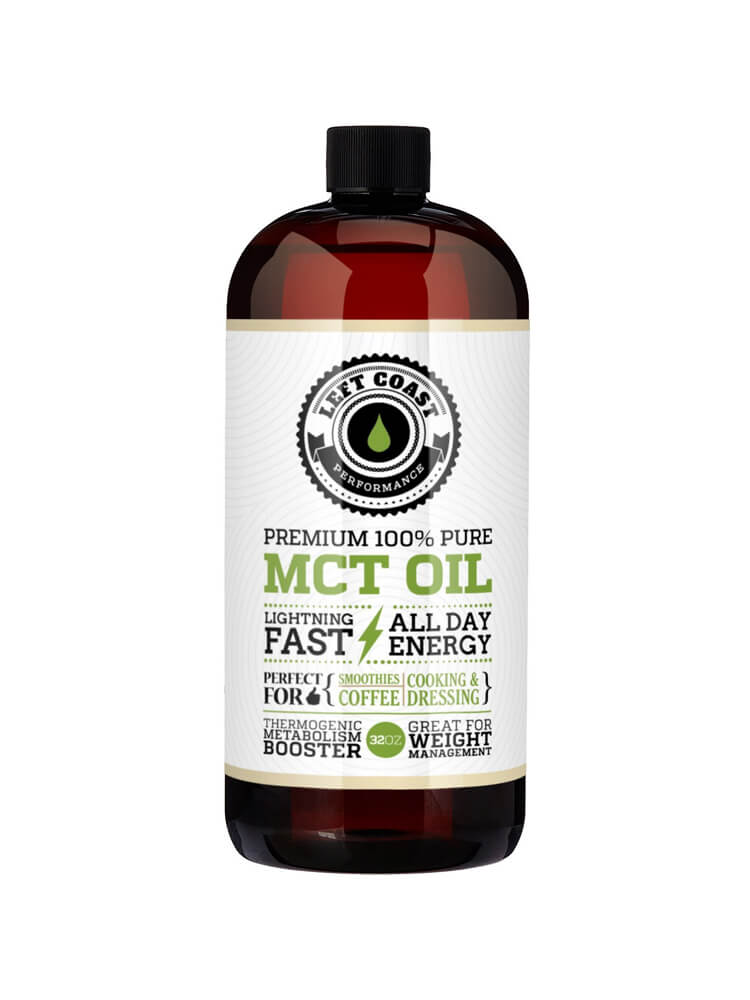 LEFT COAST
PERFORMANCE
PREMIUM 100% PURE
MCT OIL
LIGHTNING
FAST
ALL DAY
ENERGY
PERFECT
FOR
SMOOTHIES
COFFEE
COOKING &
DRESSING
THERMOGENIC
METABOLISM
BOOSTER
32OZ
GREAT FOR
WEIGHT
MANAGEMENT